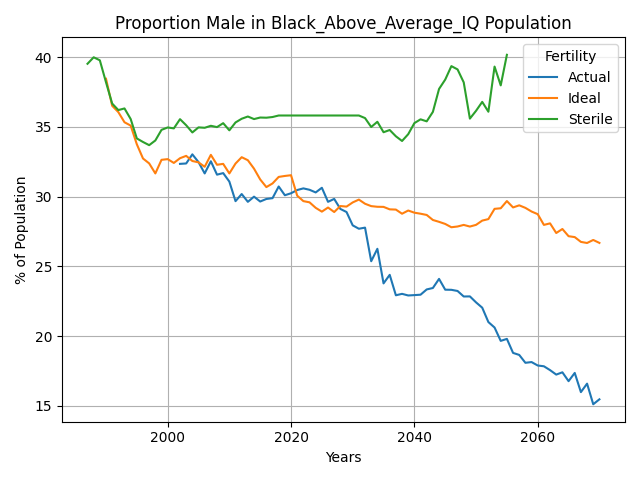 Proportion Male in Black_Above_Average_IQ Population
% of Population
40
35
30
25
20
15
2000
2020
2040
2060
Years
Fertility
Actual
Ideal
Sterile